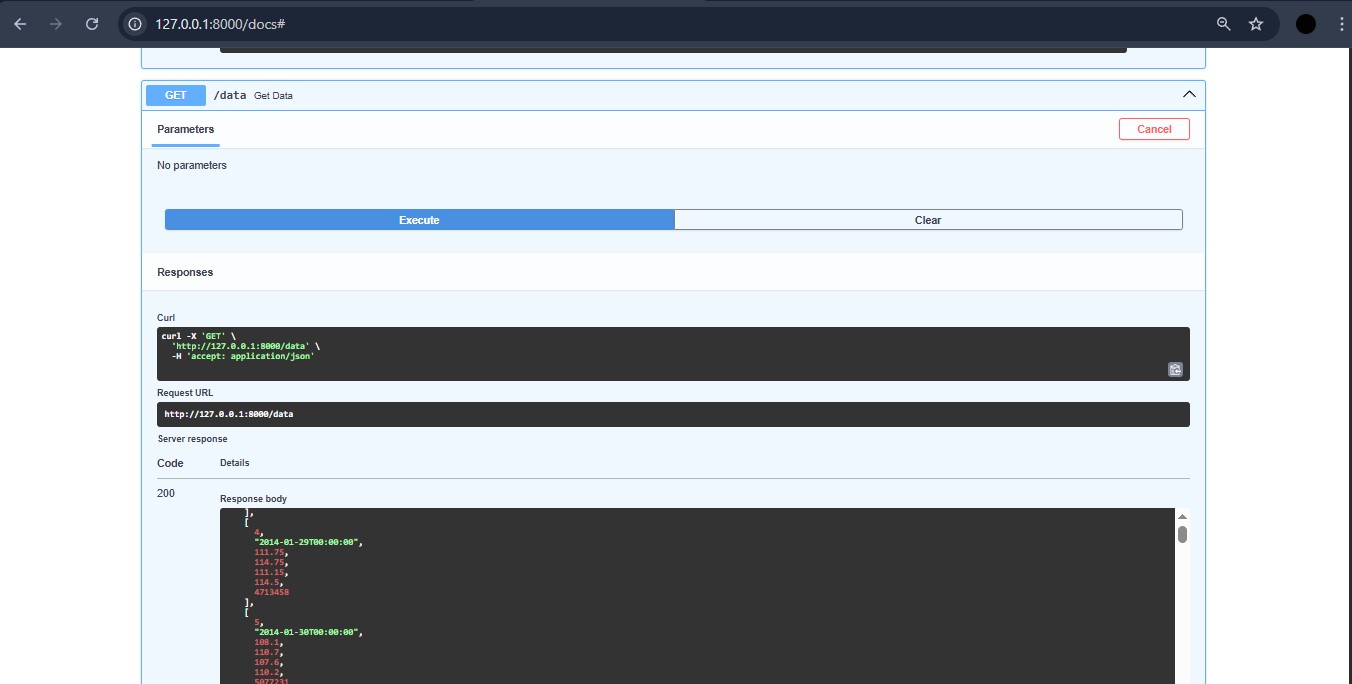 127.0.0.1:8000/docs#
GET /data Get Data
Parameters Cancel
No parameters
Execute Clear
Responses
Curl
curl -X 'GET' \
'http://127.0.0.1:8000/data' \
-H 'accept: application/json'
Request URL
http://127.0.0.1:8000/data
Server response
Code Details
200
Response body
],
[
4,
"2014-01-29T00:00:00",
111.75,
114.75,
111.15,
114.5,
4713458
],
[
5,
"2014-01-30T00:00:00",
108.1,
110.7,
107.6,
110.2,
5077231